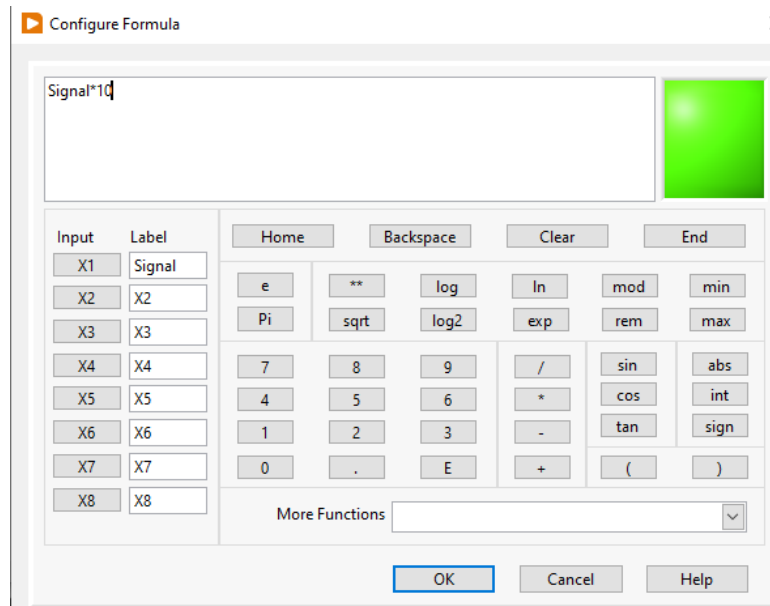 Configure Formula
Signal*10
Input Label
Home Backspace Clear End
X1 Signal
e ** log ln mod min
X2 X2
Pi sqrt log2 exp rem max
X3 X3
X4 X4
7 8 9 / sin abs
X5 X5
4 5 6 * cos int
X6 X6
1 2 3 - tan sign
X7 X7
0 . E + ( )
X8 X8
More Functions
OK Cancel Help